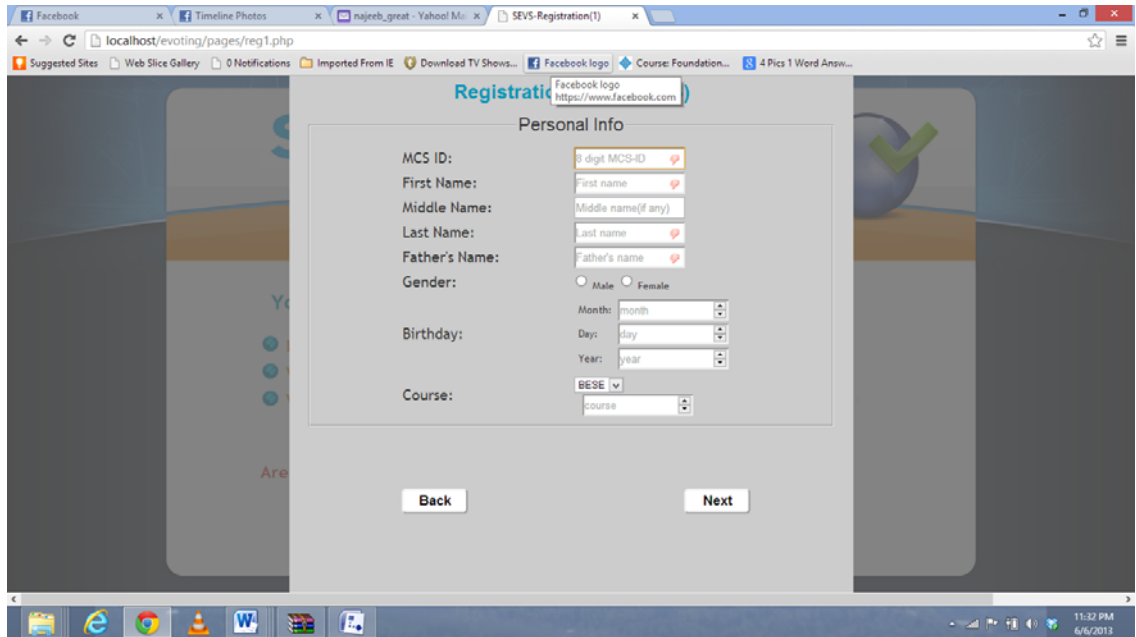 Facebook
Timeline Photos
najeeb_great - Yahoo! Ma
SEVS-Registration(1)
localhost/evoting/pages/reg1.php
Suggested Sites Web Slice Gallery 0 Notifications Imported From IE Download TV Shows... Facebook logo Course: Foundation... 4 Pics 1 Word Answ...
Facebook logo
https://www.facebook.com
Registratio )
Personal Info
MCS ID: 8 digit MCS-ID
First Name: First name
Middle Name: Middle name(if any)
Last Name: Last name
Father's Name: Father's name
Gender: Male Female
Birthday:
Month: month
Day: day
Year: year
Course: BESE
course
Back Next
S
Yo
Are
11:32 PM
6/6/2013